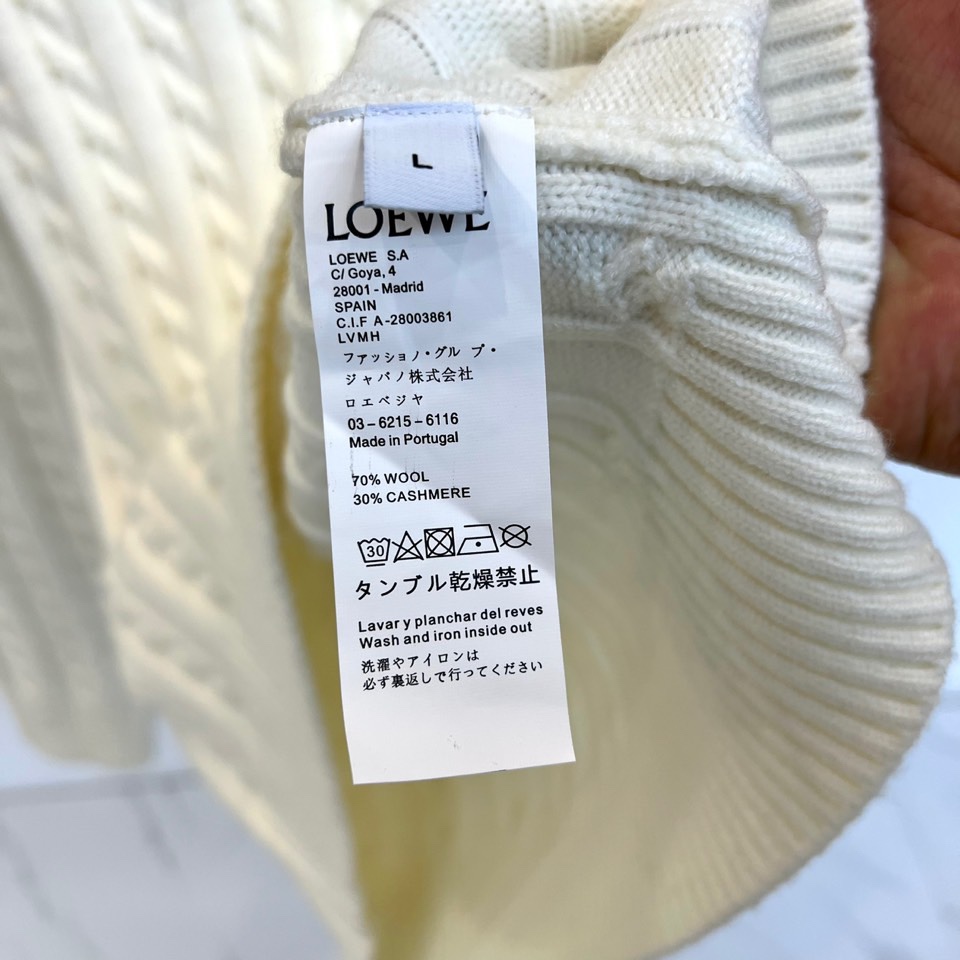 L
LOEWE
LOEWE S.A
C/ Goya, 4
28001 - Madrid
SPAIN
C.I.F A-28003861
LVMH
ファッショノ・グル プ・
ジャパノ株式会社
ロエベジヤ
03-6215-6116
Made in Portugal
70% WOOL
30% CASHMERE
30
タンブル乾燥禁止
Lavar y planchar del reves
Wash and iron inside out
洗濯やアイロンは
必ず裏返しで行ってください